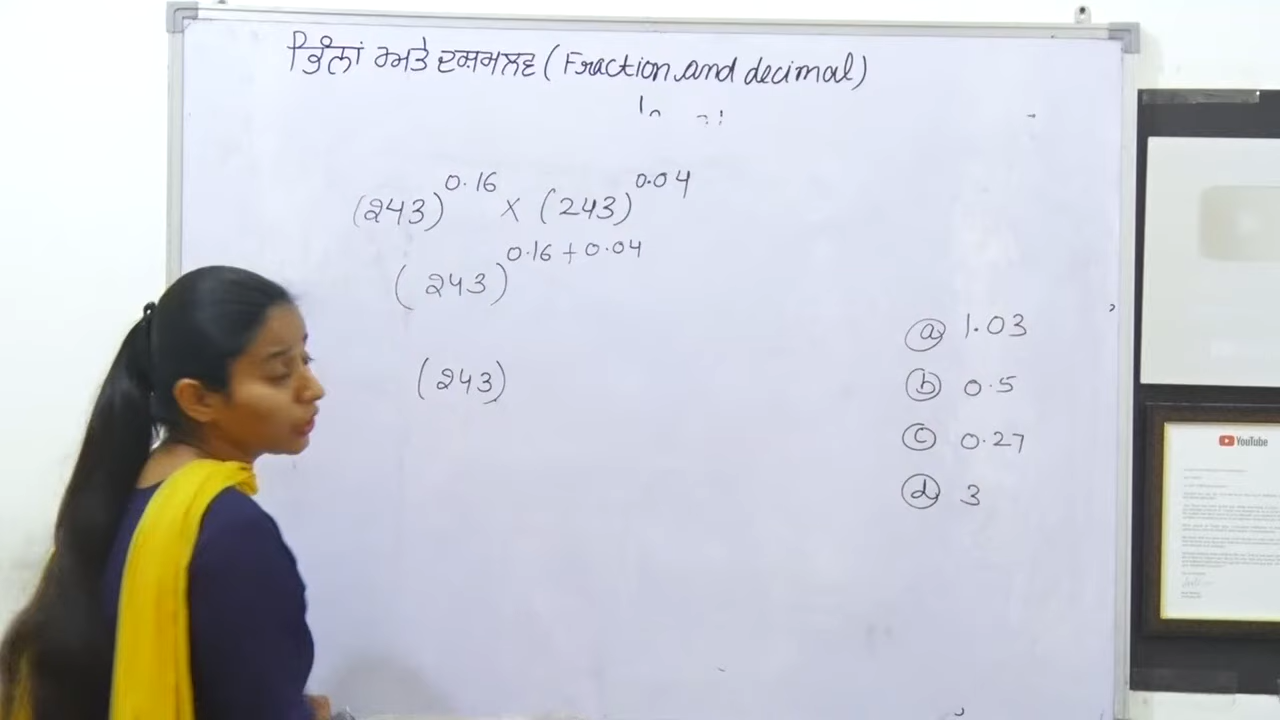 ਭਿੰਨਾਂ ਅਤੇ ਦਸ਼ਮਲਵ (Fraction and decimal)
(243)^0.16 × (243)^0.04
(243)^0.16 + 0.04
(243)
(a) 1.03
(b) 0.5
(c) 0.27
(d) 3
YouTube